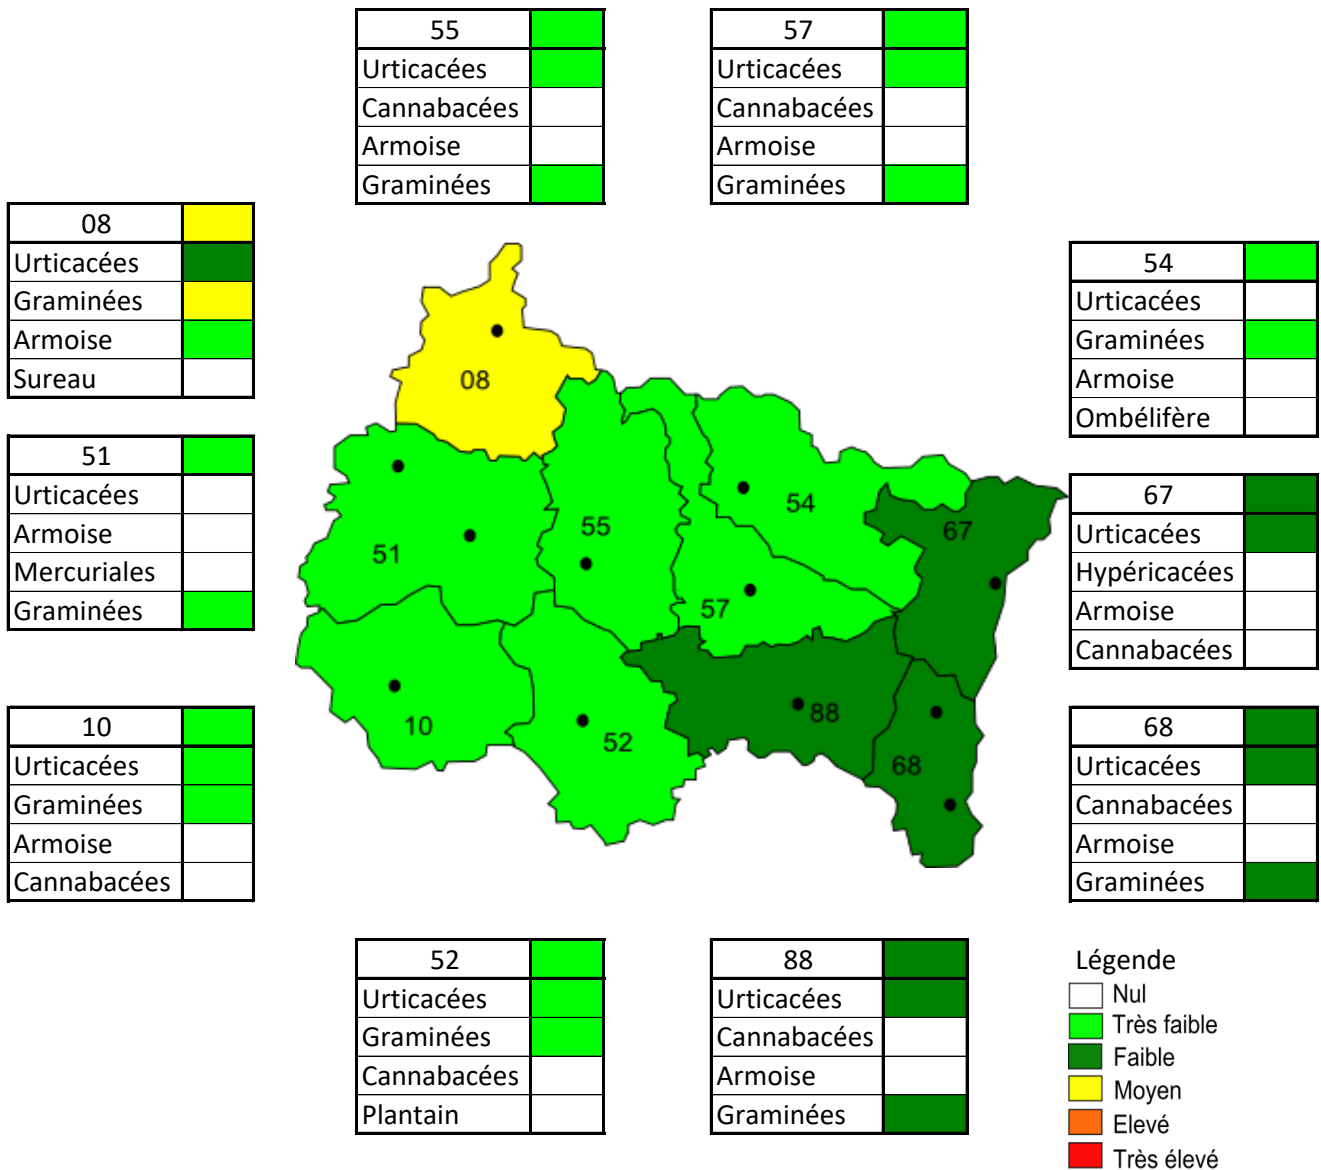 55
Urticacées
Cannabacées
Armoise
Graminées
57
Urticacées
Cannabacées
Armoise
Graminées
08
Urticacées
Graminées
Armoise
Sureau
54
Urticacées
Graminées
Armoise
Ombélifère
51
Urticacées
Armoise
Mercuriales
Graminées
67
Urticacées
Hypéricacées
Armoise
Cannabacées
10
Urticacées
Graminées
Armoise
Cannabacées
68
Urticacées
Cannabacées
Armoise
Graminées
52
Urticacées
Graminées
Cannabacées
Plantain
88
Urticacées
Cannabacées
Armoise
Graminées
08
54
55
67
51
57
88
10
52
68
Légende
Nul
Très faible
Faible
Moyen
Elevé
Très élevé